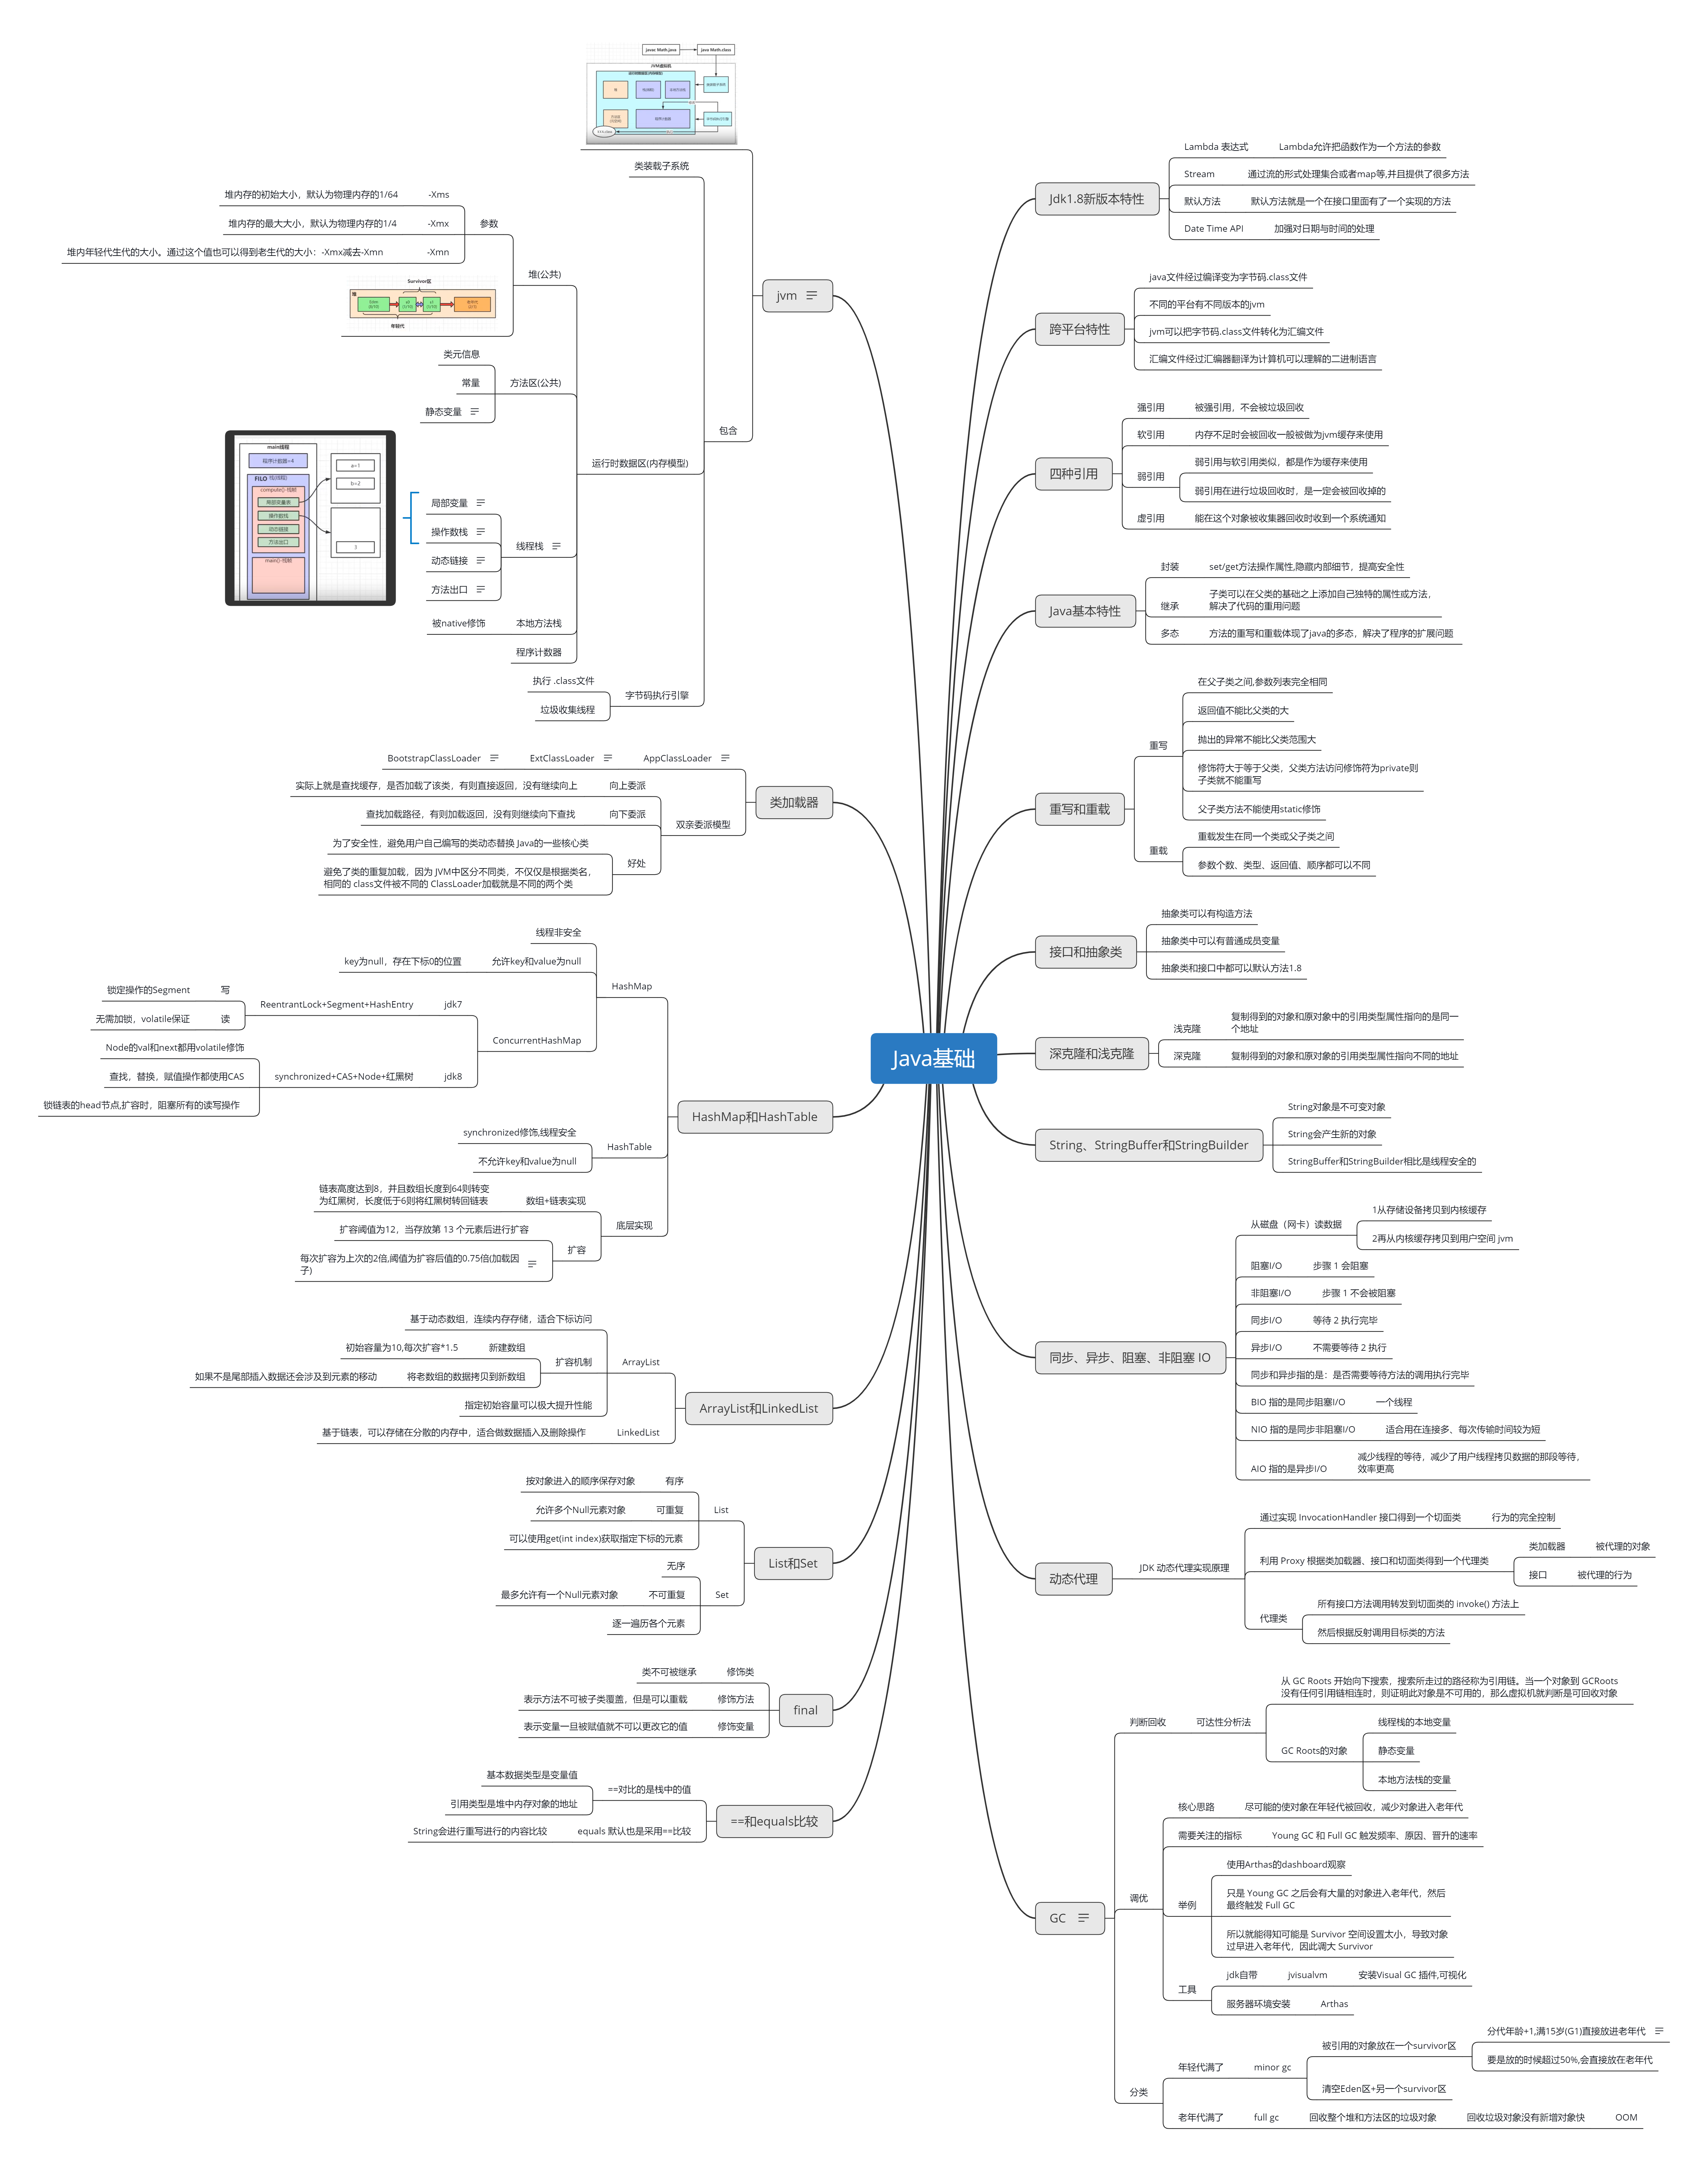 Java基础
Jdk1.8新版本特性
Lambda 表达式
Lambda允许把函数作为一个方法的参数
Stream
通过流的形式处理集合或者map等,并且提供了很多方法
默认方法
默认方法就是一个在接口里面有了一个实现的方法
Date Time API
加强对日期与时间的处理
跨平台特性
java文件经过编译变为字节码.class文件
不同的平台有不同版本的jvm
jvm可以把字节码.class文件转化为汇编文件
汇编文件经过汇编器翻译为计算机可以理解的二进制语言
四种引用
强引用
被强引用，不会被垃圾回收
软引用
内存不足时会被回收一般被做为jvm缓存来使用
弱引用
弱引用与软引用类似，都是作为缓存来使用
弱引用在进行垃圾回收时，是一定会被回收掉的
虚引用
能在这个对象被收集器回收时收到一个系统通知
Java基本特性
封装
set/get方法操作属性,隐藏内部细节，提高安全性
继承
子类可以在父类的基础之上添加自己独特的属性或方法，
解决了代码的重用问题
多态
方法的重写和重载体现了java的多态，解决了程序的扩展问题
重写和重载
重写
在父子类之间,参数列表完全相同
返回值不能比父类的大
抛出的异常不能比父类范围大
修饰符大于等于父类，父类方法访问修饰符为private则
子类就不能重写
父子类方法不能使用static修饰
重载
重载发生在同一个类或父子类之间
参数个数、类型、返回值、顺序都可以不同
接口和抽象类
抽象类可以有构造方法
抽象类中可以有普通成员变量
抽象类和接口中都可以默认方法1.8
深克隆和浅克隆
浅克隆
复制得到的对象和原对象中的引用类型属性指向的是同一
个地址
深克隆
复制得到的对象和原对象的引用类型属性指向不同的地址
String、StringBuffer和StringBuilder
String对象是不可变对象
String会产生新的对象
StringBuffer和StringBuilder相比是线程安全的
同步、异步、阻塞、非阻塞 IO
从磁盘（网卡）读数据
1从存储设备拷贝到内核缓存
2再从内核缓存拷贝到用户空间 jvm
阻塞I/O
步骤 1 会阻塞
非阻塞I/O
步骤 1 不会被阻塞
同步I/O
等待 2 执行完毕
异步I/O
不需要等待 2 执行
同步和异步指的是：是否需要等待方法的调用执行完毕
BIO 指的是同步阻塞I/O
一个线程
NIO 指的是同步非阻塞I/O
适合用在连接多、每次传输时间较为短
AIO 指的是异步I/O
减少线程的等待，减少了用户线程拷贝数据的那段等待，
效率更高
动态代理
JDK 动态代理实现原理
通过实现 InvocationHandler 接口得到一个切面类
行为的完全控制
利用 Proxy 根据类加载器、接口和切面类得到一个代理类
类加载器
被代理的对象
接口
被代理的行为
代理类
所有接口方法调用转发到切面类的 invoke() 方法上
然后根据反射调用目标类的方法
GC
判断回收
可达性分析法
从 GC Roots 开始向下搜索，搜索所走过的路径称为引用链。当一个对象到 GCRoots
没有任何引用链相连时，则证明此对象是不可用的，那么虚拟机就判断是可回收对象
GC Roots的对象
线程栈的本地变量
静态变量
本地方法栈的变量
调优
核心思路
尽可能的使对象在年轻代被回收，减少对象进入老年代
需要关注的指标
Young GC 和 Full GC 触发频率、原因、晋升的速率
举例
使用Arthas的dashboard观察
只是 Young GC 之后会有大量的对象进入老年代，然后
最终触发 Full GC
所以就能得知可能是 Survivor 空间设置太小，导致对象
过早进入老年代，因此调大 Survivor
工具
jdk自带
jvisualvm
安装Visual GC 插件,可视化
服务器环境安装
Arthas
分类
年轻代满了
minor gc
被引用的对象放在一个survivor区
分代年龄+1,满15岁(G1)直接放进老年代
要是放的时候超过50%,会直接放在老年代
清空Eden区+另一个survivor区
老年代满了
full gc
回收整个堆和方法区的垃圾对象
回收垃圾对象没有新增对象快
OOM
jvm
javac Math.java
java Math.class
JVM虚拟机
堆
程序计数器
包含
类装载子系统
运行时数据区(内存模型)
堆(公共)
参数
堆内存的初始大小，默认为物理内存的1/64
-Xms
堆内存的最大大小，默认为物理内存的1/4
-Xmx
堆内年轻代生代的大小。通过这个值也可以得到老生代的大小：-Xmx减去-Xmn
-Xmn
Survivor区
堆
年轻代
方法区(公共)
类元信息
常量
静态变量
线程栈
局部变量
操作数栈
动态链接
方法出口
main线程
程序计数器=4
FILO 栈(线程)
compute()栈帧
局部变量表
操作数栈
动态链接
方法出口
main()栈帧
a=1
b=2
3
被native修饰
本地方法栈
程序计数器
字节码执行引擎
执行 .class文件
垃圾收集线程
类加载器
BootstrapClassLoader
ExtClassLoader
AppClassLoader
双亲委派模型
实际上就是查找缓存，是否加载了该类，有则直接返回，没有继续向上
向上委派
查找加载路径，有则加载返回，没有则继续向下查找
向下委派
好处
为了安全性，避免用户自己编写的类动态替换 Java的一些核心类
避免了类的重复加载，因为 JVM中区分不同类，不仅仅是根据类名，
相同的 class文件被不同的 ClassLoader加载就是不同的两个类
HashMap和HashTable
HashMap
线程非安全
key为null，存在下标0的位置
允许key和value为null
ConcurrentHashMap
jdk7
ReentrantLock+Segment+HashEntry
锁定操作的Segment
写
无需加锁，volatile保证
读
jdk8
synchronized+CAS+Node+红黑树
Node的val和next都用volatile修饰
查找，替换，赋值操作都使用CAS
锁链表的head节点,扩容时，阻塞所有的读写操作
HashTable
synchronized修饰,线程安全
不允许key和value为null
底层实现
链表高度达到8，并且数组长度到64则转变
为红黑树，长度低于6则将红黑树转回链表
数组+链表实现
扩容
扩容阈值为12，当存放第 13 个元素后进行扩容
每次扩容为上次的2倍,阈值为扩容后值的0.75倍(加载因
子)
ArrayList和LinkedList
ArrayList
基于动态数组，连续内存存储，适合下标访问
扩容机制
初始容量为10,每次扩容*1.5
新建数组
如果不是尾部插入数据还会涉及到元素的移动
将老数组的数据拷贝到新数组
指定初始容量可以极大提升性能
基于链表，可以存储在分散的内存中，适合做数据插入及删除操作
LinkedList
List和Set
List
按对象进入的顺序保存对象
有序
允许多个Null元素对象
可重复
可以使用get(int index)获取指定下标的元素
Set
无序
最多允许有一个Null元素对象
不可重复
逐一遍历各个元素
final
类不可被继承
修饰类
表示方法不可被子类覆盖，但是可以重载
修饰方法
表示变量一旦被赋值就不可以更改它的值
修饰变量
==和equals比较
==对比的是栈中的值
基本数据类型是变量值
引用类型是堆中内存对象的地址
String会进行重写进行的内容比较
equals 默认也是采用==比较